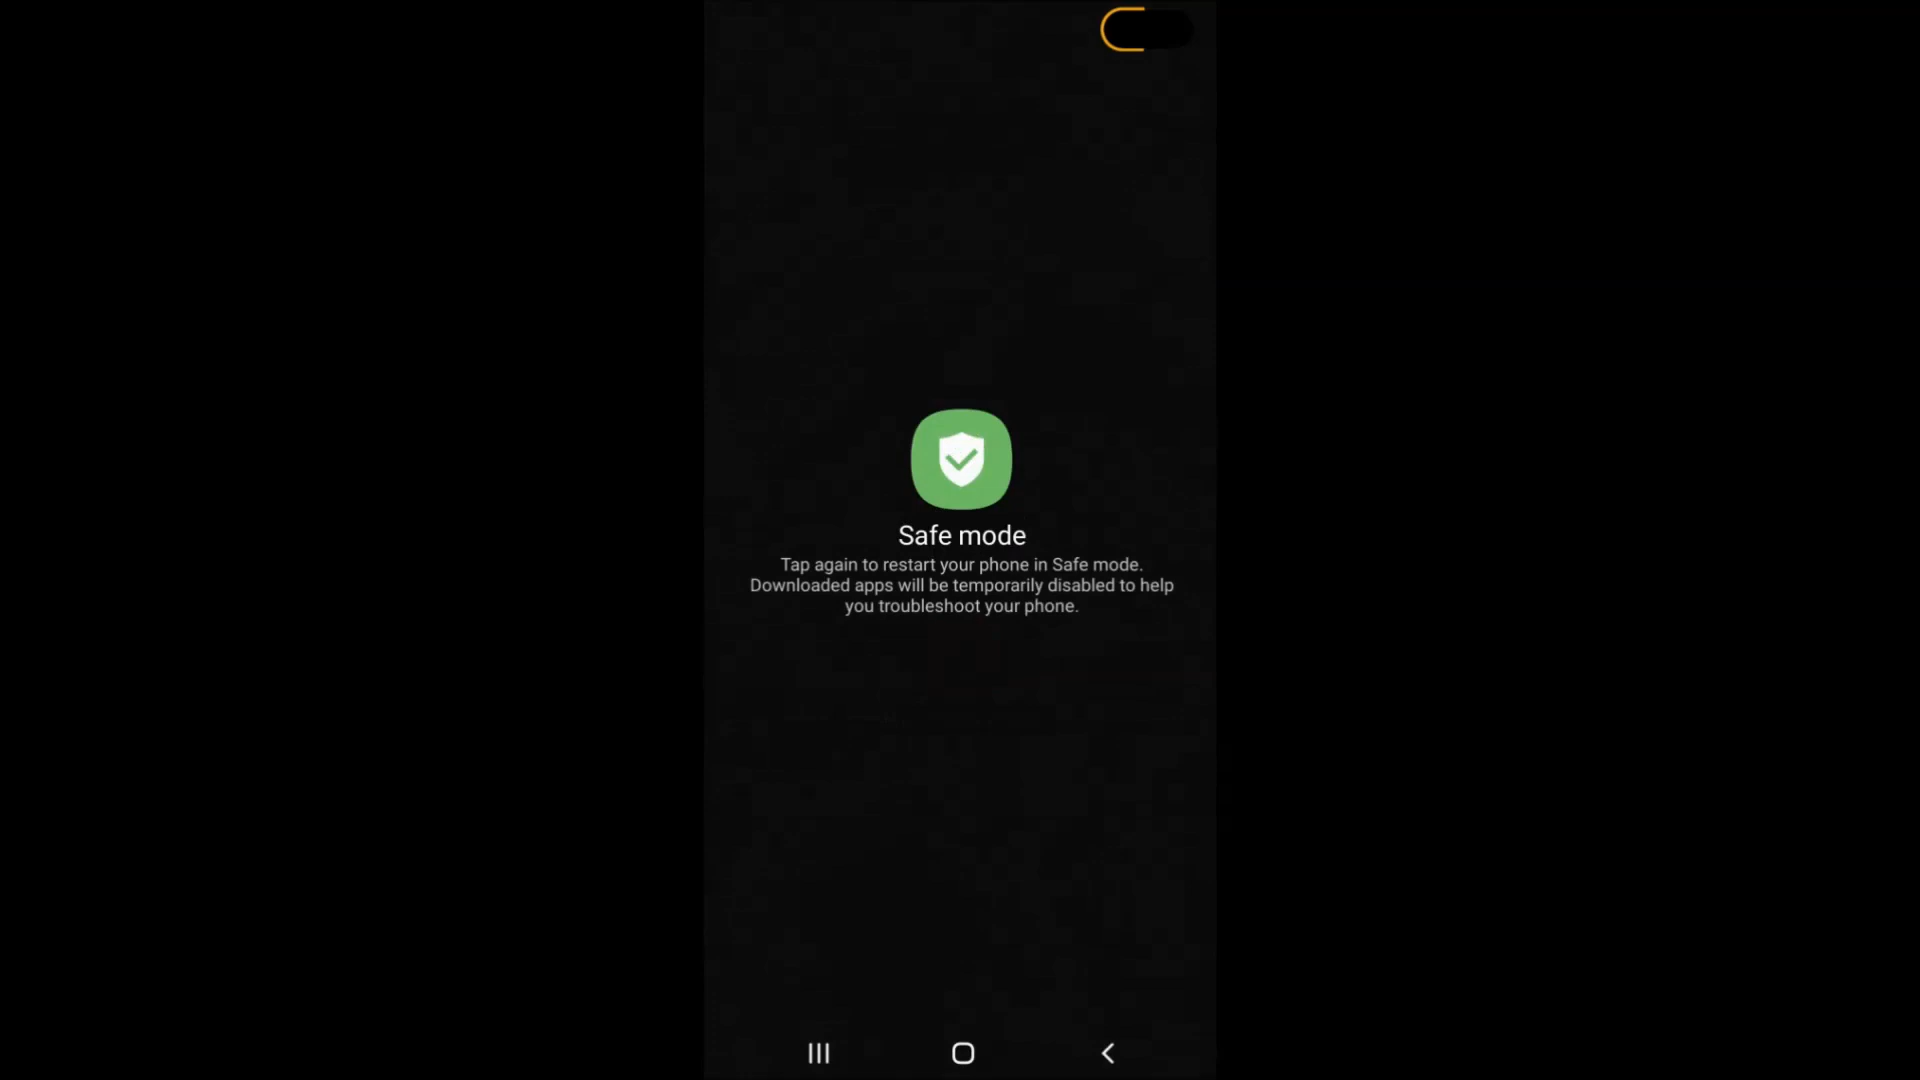 Safe mode
Tap again to restart your phone in Safe mode.
Downloaded apps will be temporarily disabled to help
you troubleshoot your phone.